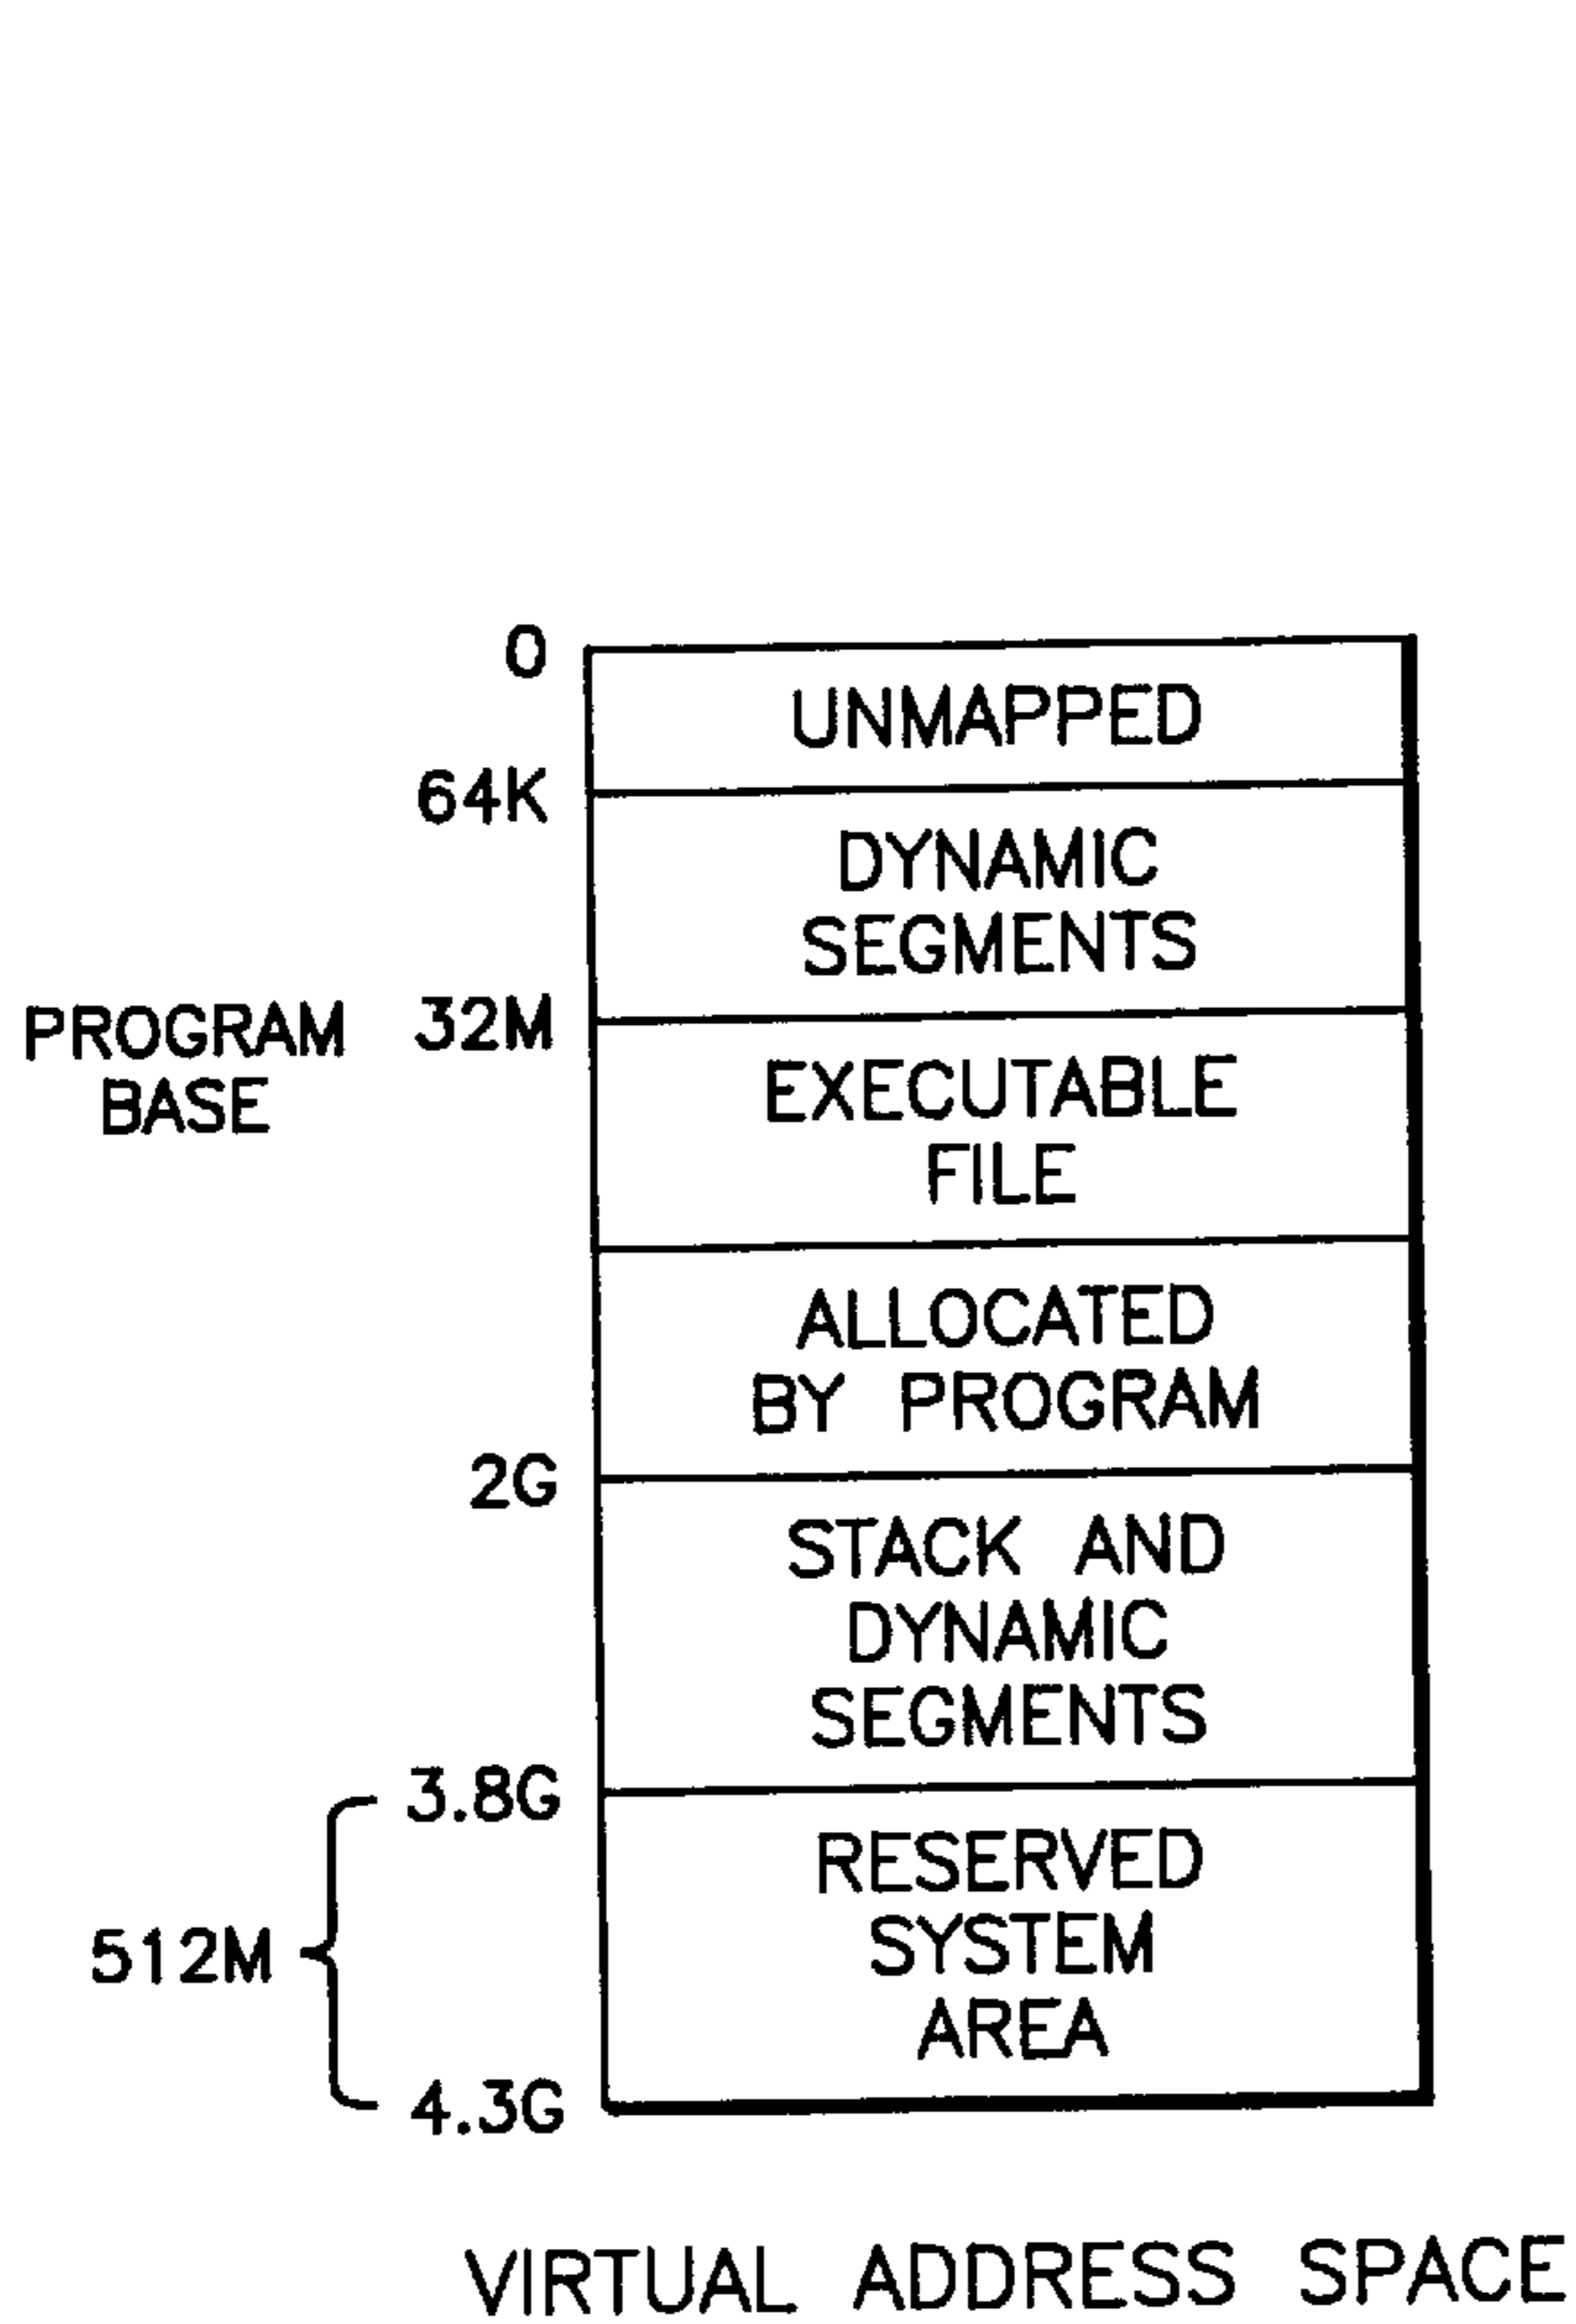 0
UNMAPPED
64K
DYNAMIC
SEGMENTS
PROGRAM
BASE
32M
EXECUTABLE
FILE
ALLOCATED
BY PROGRAM
2G
STACK AND
DYNAMIC
SEGMENTS
3.8G
RESERVED
SYSTEM
AREA
512M
4.3G
VIRTUAL ADDRESS SPACE